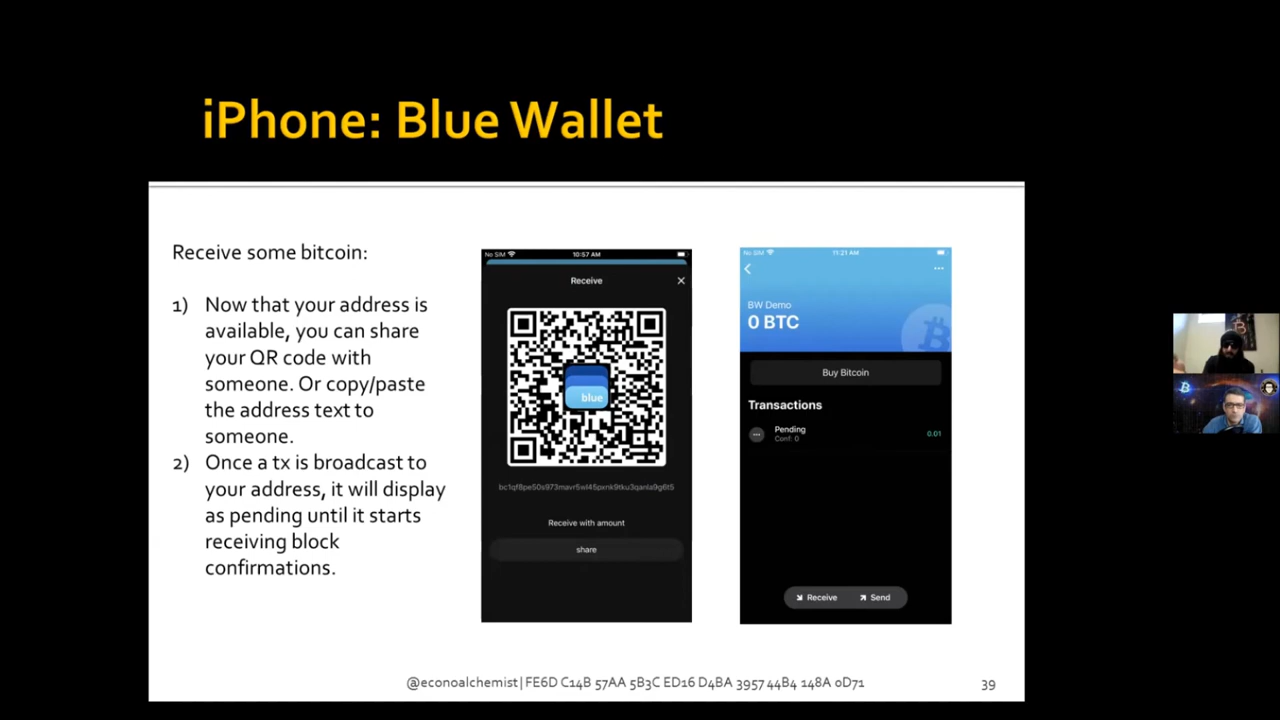 iPhone: Blue Wallet
Receive some bitcoin:
1) Now that your address is
available, you can share
your QR code with
someone. Or copy/paste
the address text to
someone.
2) Once a tx is broadcast to
your address, it will display
as pending until it starts
receiving block
confirmations.
No SIM 10:57 AM
Receive
blue
Receive with amount
share
No SIM 11:21 AM
BW Demo
0 BTC
Buy Bitcoin
Transactions
Pending
Conf: 0
0.01
Receive Send
@econoalchemist| FE6D C14B 57AA 5B3C ED16 D4BA 3957 44B4 148A 0D71
39